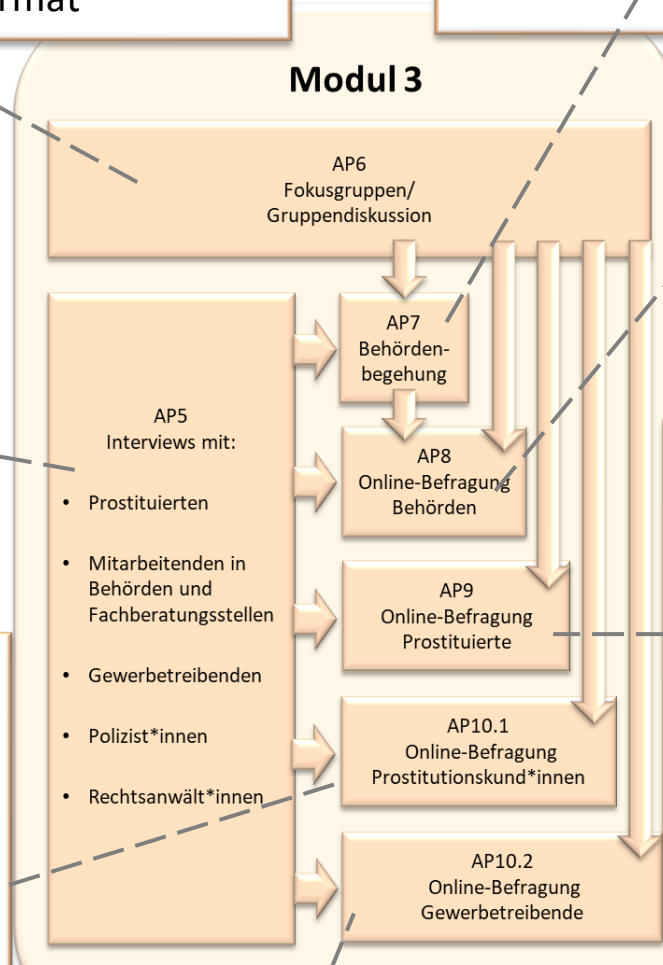 rmat
Modul 3
AP6
Fokusgruppen/
Gruppendiskussion
AP5
Interviews mit:
• Prostituierten
• Mitarbeitenden in
Behörden und
Fachberatungsstellen
• Gewerbetreibenden
• Polizist*innen
• Rechtsanwält*innen
AP7
Behörden-
begehung
AP8
Online-Befragung
Behörden
AP9
Online-Befragung
Prostituierte
AP10.1
Online-Befragung
Prostitutionskund*innen
AP10.2
Online-Befragung
Gewerbetreibende